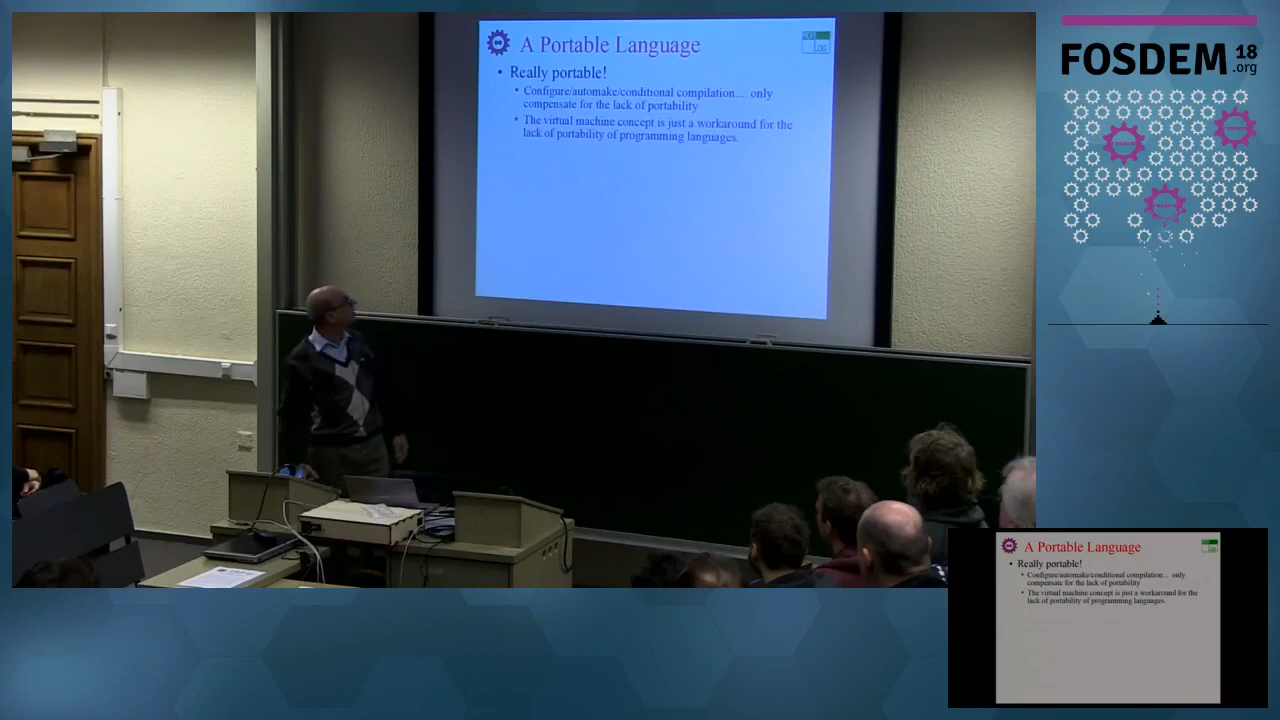 A Portable Language
• Really portable!
• Configure/automake/conditional compilation... only
compensate for the lack of portability
• The virtual machine concept is just a workaround for the
lack of portability of programming languages.
FOSDEM 18
.org
A Portable Language
• Really portable!
• Configure/automake/conditional compilation... only
compensate for the lack of portability
• The virtual machine concept is just a workaround for the
lack of portability of programming languages.